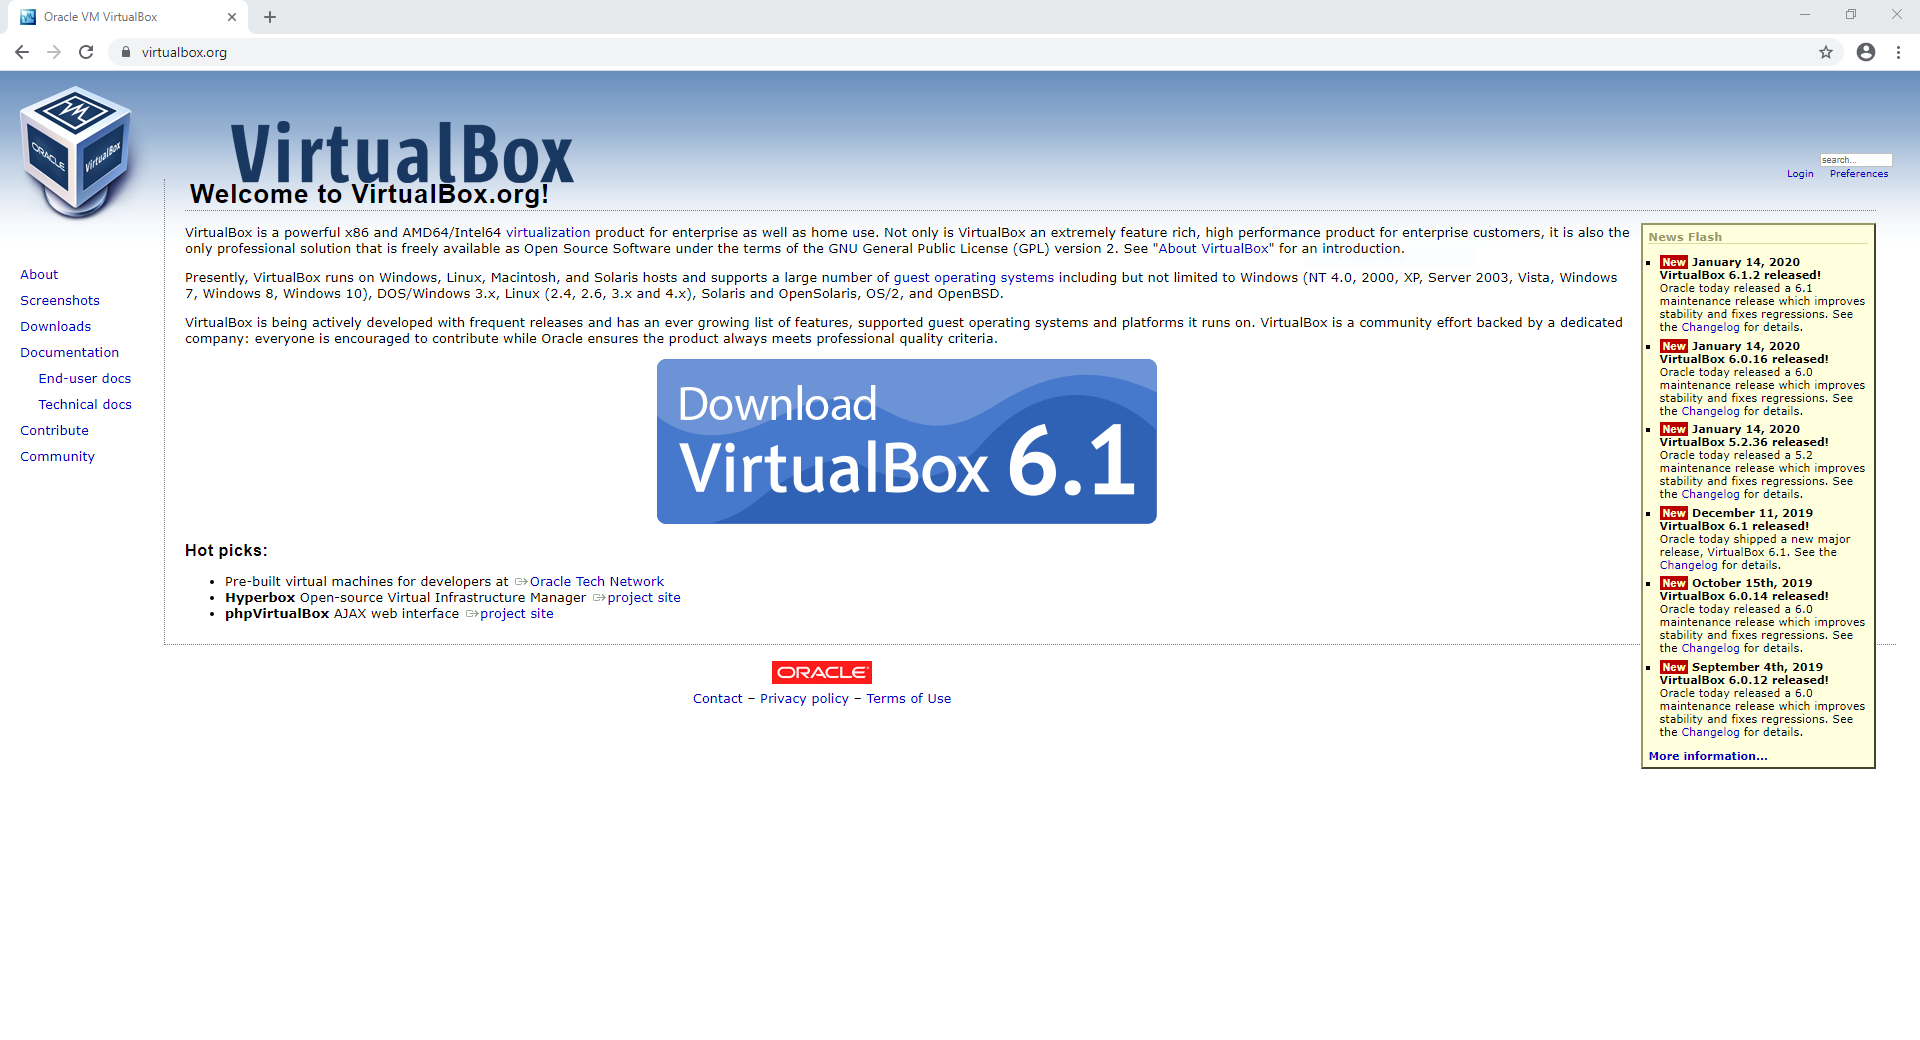 Oracle VM VirtualBox
virtualbox.org
ORACLE
VirtualBox
VirtualBox
search...
Login Preferences
Welcome to VirtualBox.org!
VirtualBox is a powerful x86 and AMD64/Intel64 virtualization product for enterprise as well as home use. Not only is VirtualBox an extremely feature rich, high performance product for enterprise customers, it is also the
only professional solution that is freely available as Open Source Software under the terms of the GNU General Public License (GPL) version 2. See "About VirtualBox" for an introduction.
Presently, VirtualBox runs on Windows, Linux, Macintosh, and Solaris hosts and supports a large number of guest operating systems including but not limited to Windows (NT 4.0, 2000, XP, Server 2003, Vista, Windows
7, Windows 8, Windows 10), DOS/Windows 3.x, Linux (2.4, 2.6, 3.x and 4.x), Solaris and OpenSolaris, OS/2, and OpenBSD.
VirtualBox is being actively developed with frequent releases and has an ever growing list of features, supported guest operating systems and platforms it runs on. VirtualBox is a community effort backed by a dedicated
company: everyone is encouraged to contribute while Oracle ensures the product always meets professional quality criteria.
About
Screenshots
Downloads
Documentation
End-user docs
Technical docs
Contribute
Community
Download
VirtualBox 6.1
Hot picks:
Pre-built virtual machines for developers at Oracle Tech Network
Hyperbox Open-source Virtual Infrastructure Manager project site
phpVirtualBox AJAX web interface project site
News Flash
New January 14, 2020
VirtualBox 6.1.2 released!
Oracle today released a 6.1
maintenance release which improves
stability and fixes regressions. See
the Changelog for details.
New January 14, 2020
VirtualBox 6.0.16 released!
Oracle today released a 6.0
maintenance release which improves
stability and fixes regressions. See
the Changelog for details.
New January 14, 2020
VirtualBox 5.2.36 released!
Oracle today released a 5.2
maintenance release which improves
stability and fixes regressions. See
the Changelog for details.
New December 11, 2019
VirtualBox 6.1 released!
Oracle today shipped a new major
release, VirtualBox 6.1. See the
Changelog for details.
New October 15th, 2019
VirtualBox 6.0.14 released!
Oracle today released a 6.0
maintenance release which improves
stability and fixes regressions. See
the Changelog for details.
New September 4th, 2019
VirtualBox 6.0.12 released!
Oracle today released a 6.0
maintenance release which improves
stability and fixes regressions. See
the Changelog for details.
More information...
ORACLE
Contact – Privacy policy – Terms of Use